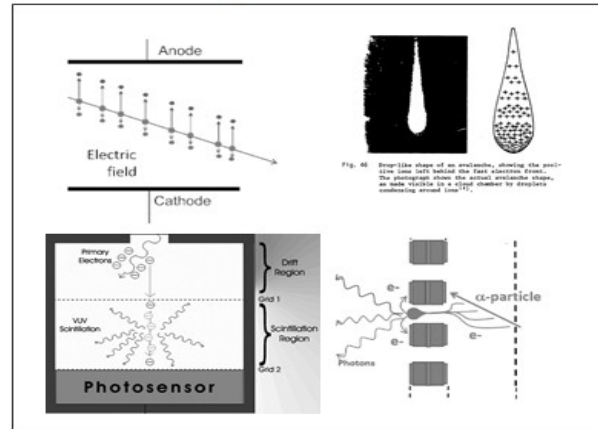 Anode
Electric
field
Cathode
Fig. 46 Drop-like shape of an avalanche, showing the posi-
tive ions left behind the fast electron front.
The photograph shows the actual avalanche shape,
as made visible in a cloud chamber by droplets
condensing around ions
Primary
Electrons
Drift
Region
Grid 1
VUV
Scintillation
Scintillation
Region
Grid 2
Photosensor
e-
α-particle
e-
e-
Photons